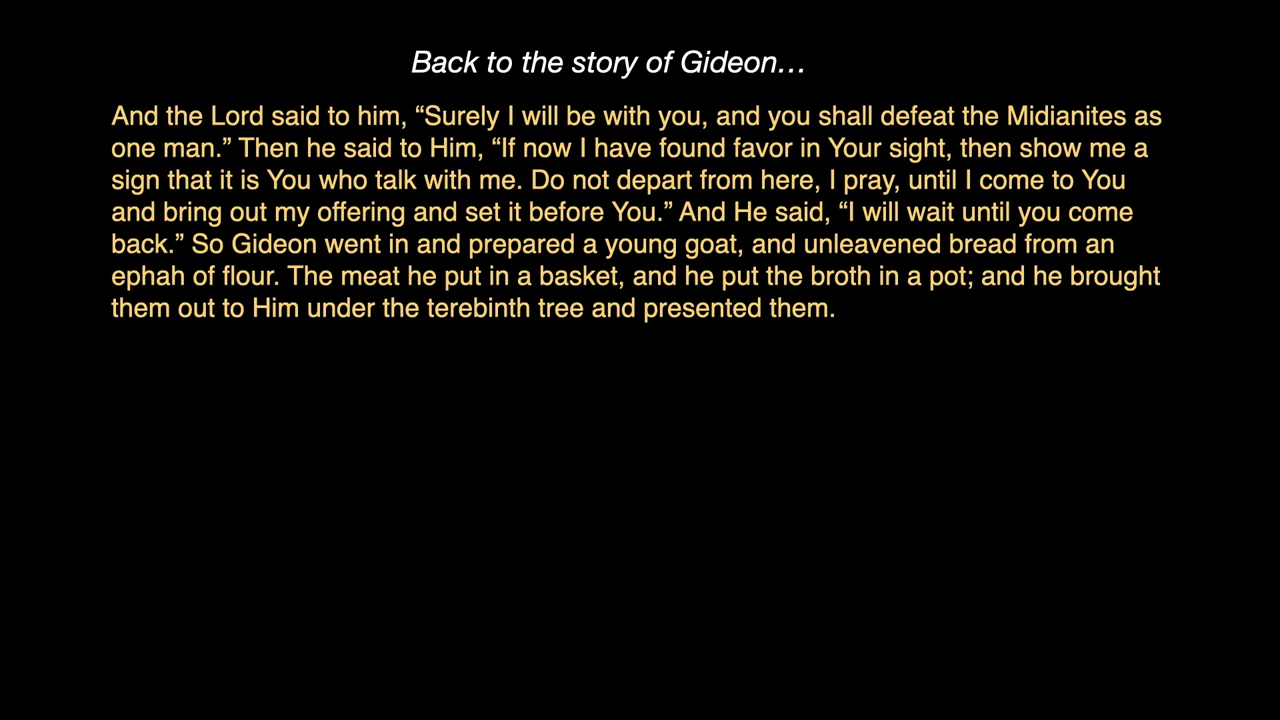 Back to the story of Gideon…
And the Lord said to him, “Surely I will be with you, and you shall defeat the Midianites as
one man.” Then he said to Him, “If now I have found favor in Your sight, then show me a
sign that it is You who talk with me. Do not depart from here, I pray, until I come to You
and bring out my offering and set it before You.” And He said, “I will wait until you come
back.” So Gideon went in and prepared a young goat, and unleavened bread from an
ephah of flour. The meat he put in a basket, and he put the broth in a pot; and he brought
them out to Him under the terebinth tree and presented them.